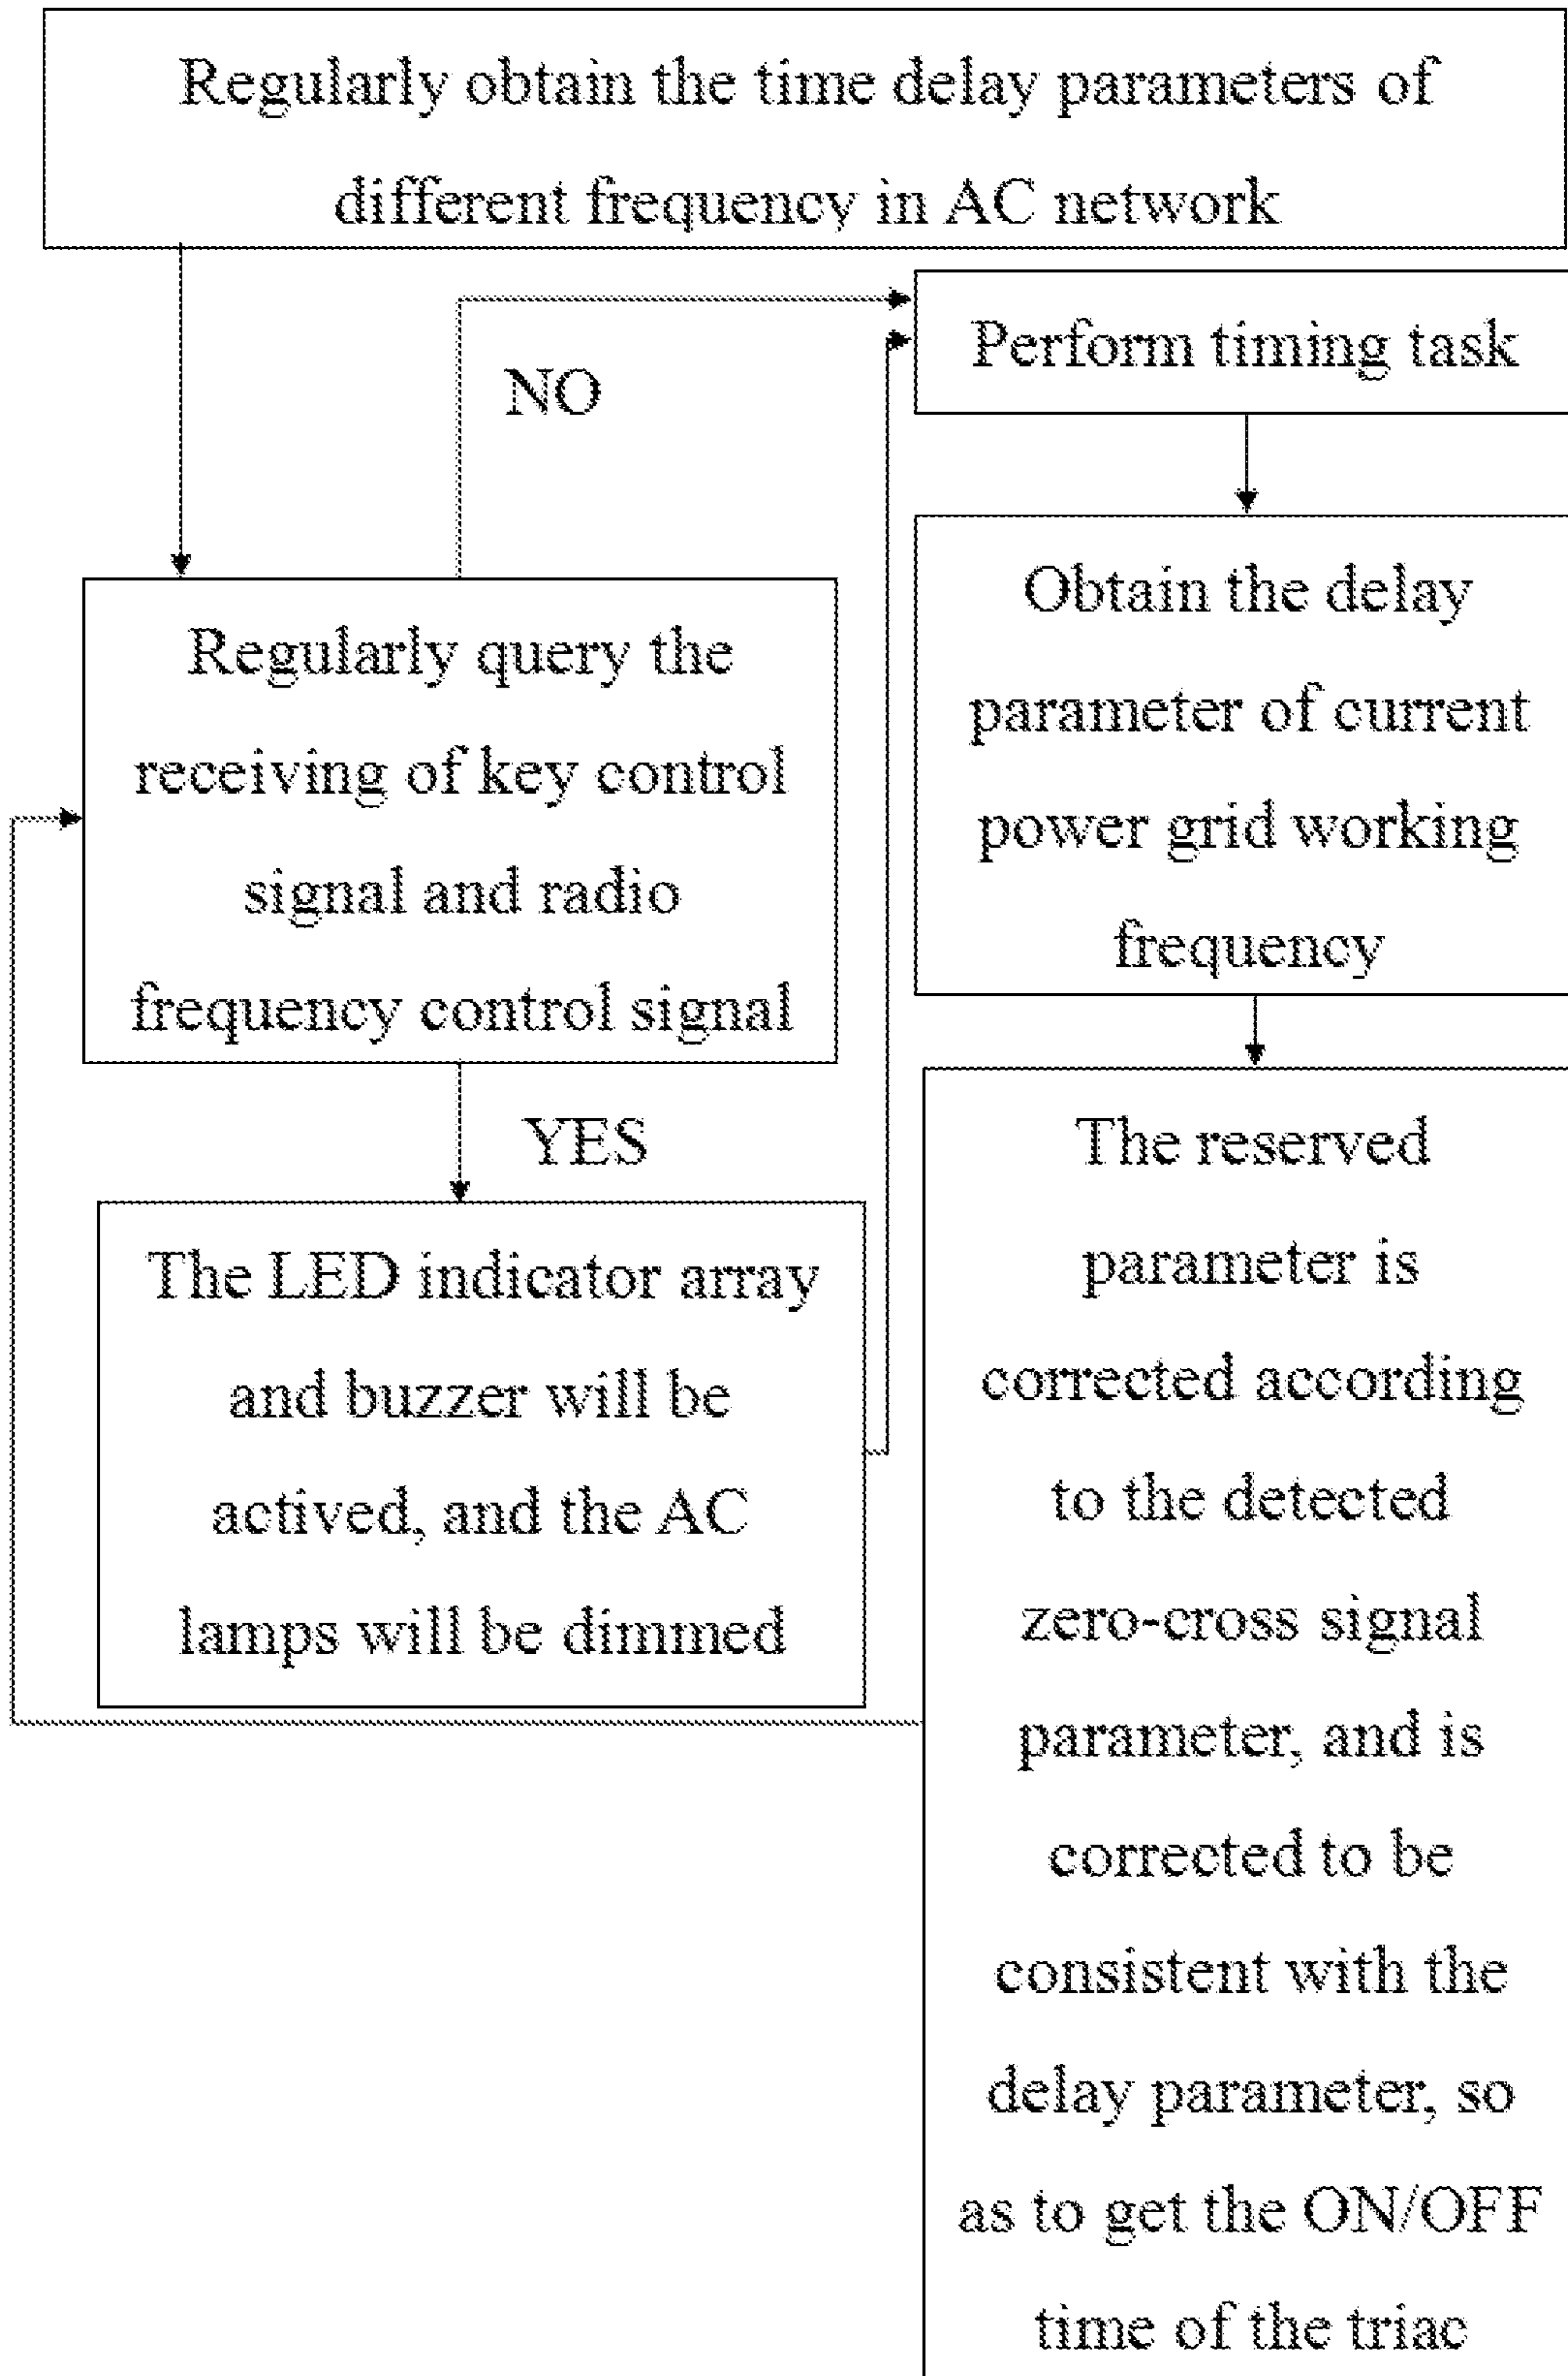 Regularly obtain the time delay parameters of
different frequency in AC network
NO
Perform timing task
Regularly query the
receiving of key control
signal and radio
frequency control signal
Obtain the delay
parameter of current
power grid working
frequency
YES
The LED indicator array
and buzzer will be
actived, and the AC
lamps will be dimmed
The reserved
parameter is
corrected according
to the detected
zero-cross signal
parameter, and is
corrected to be
consistent with the
delay parameter, so
as to get the ON/OFF
time of the triac